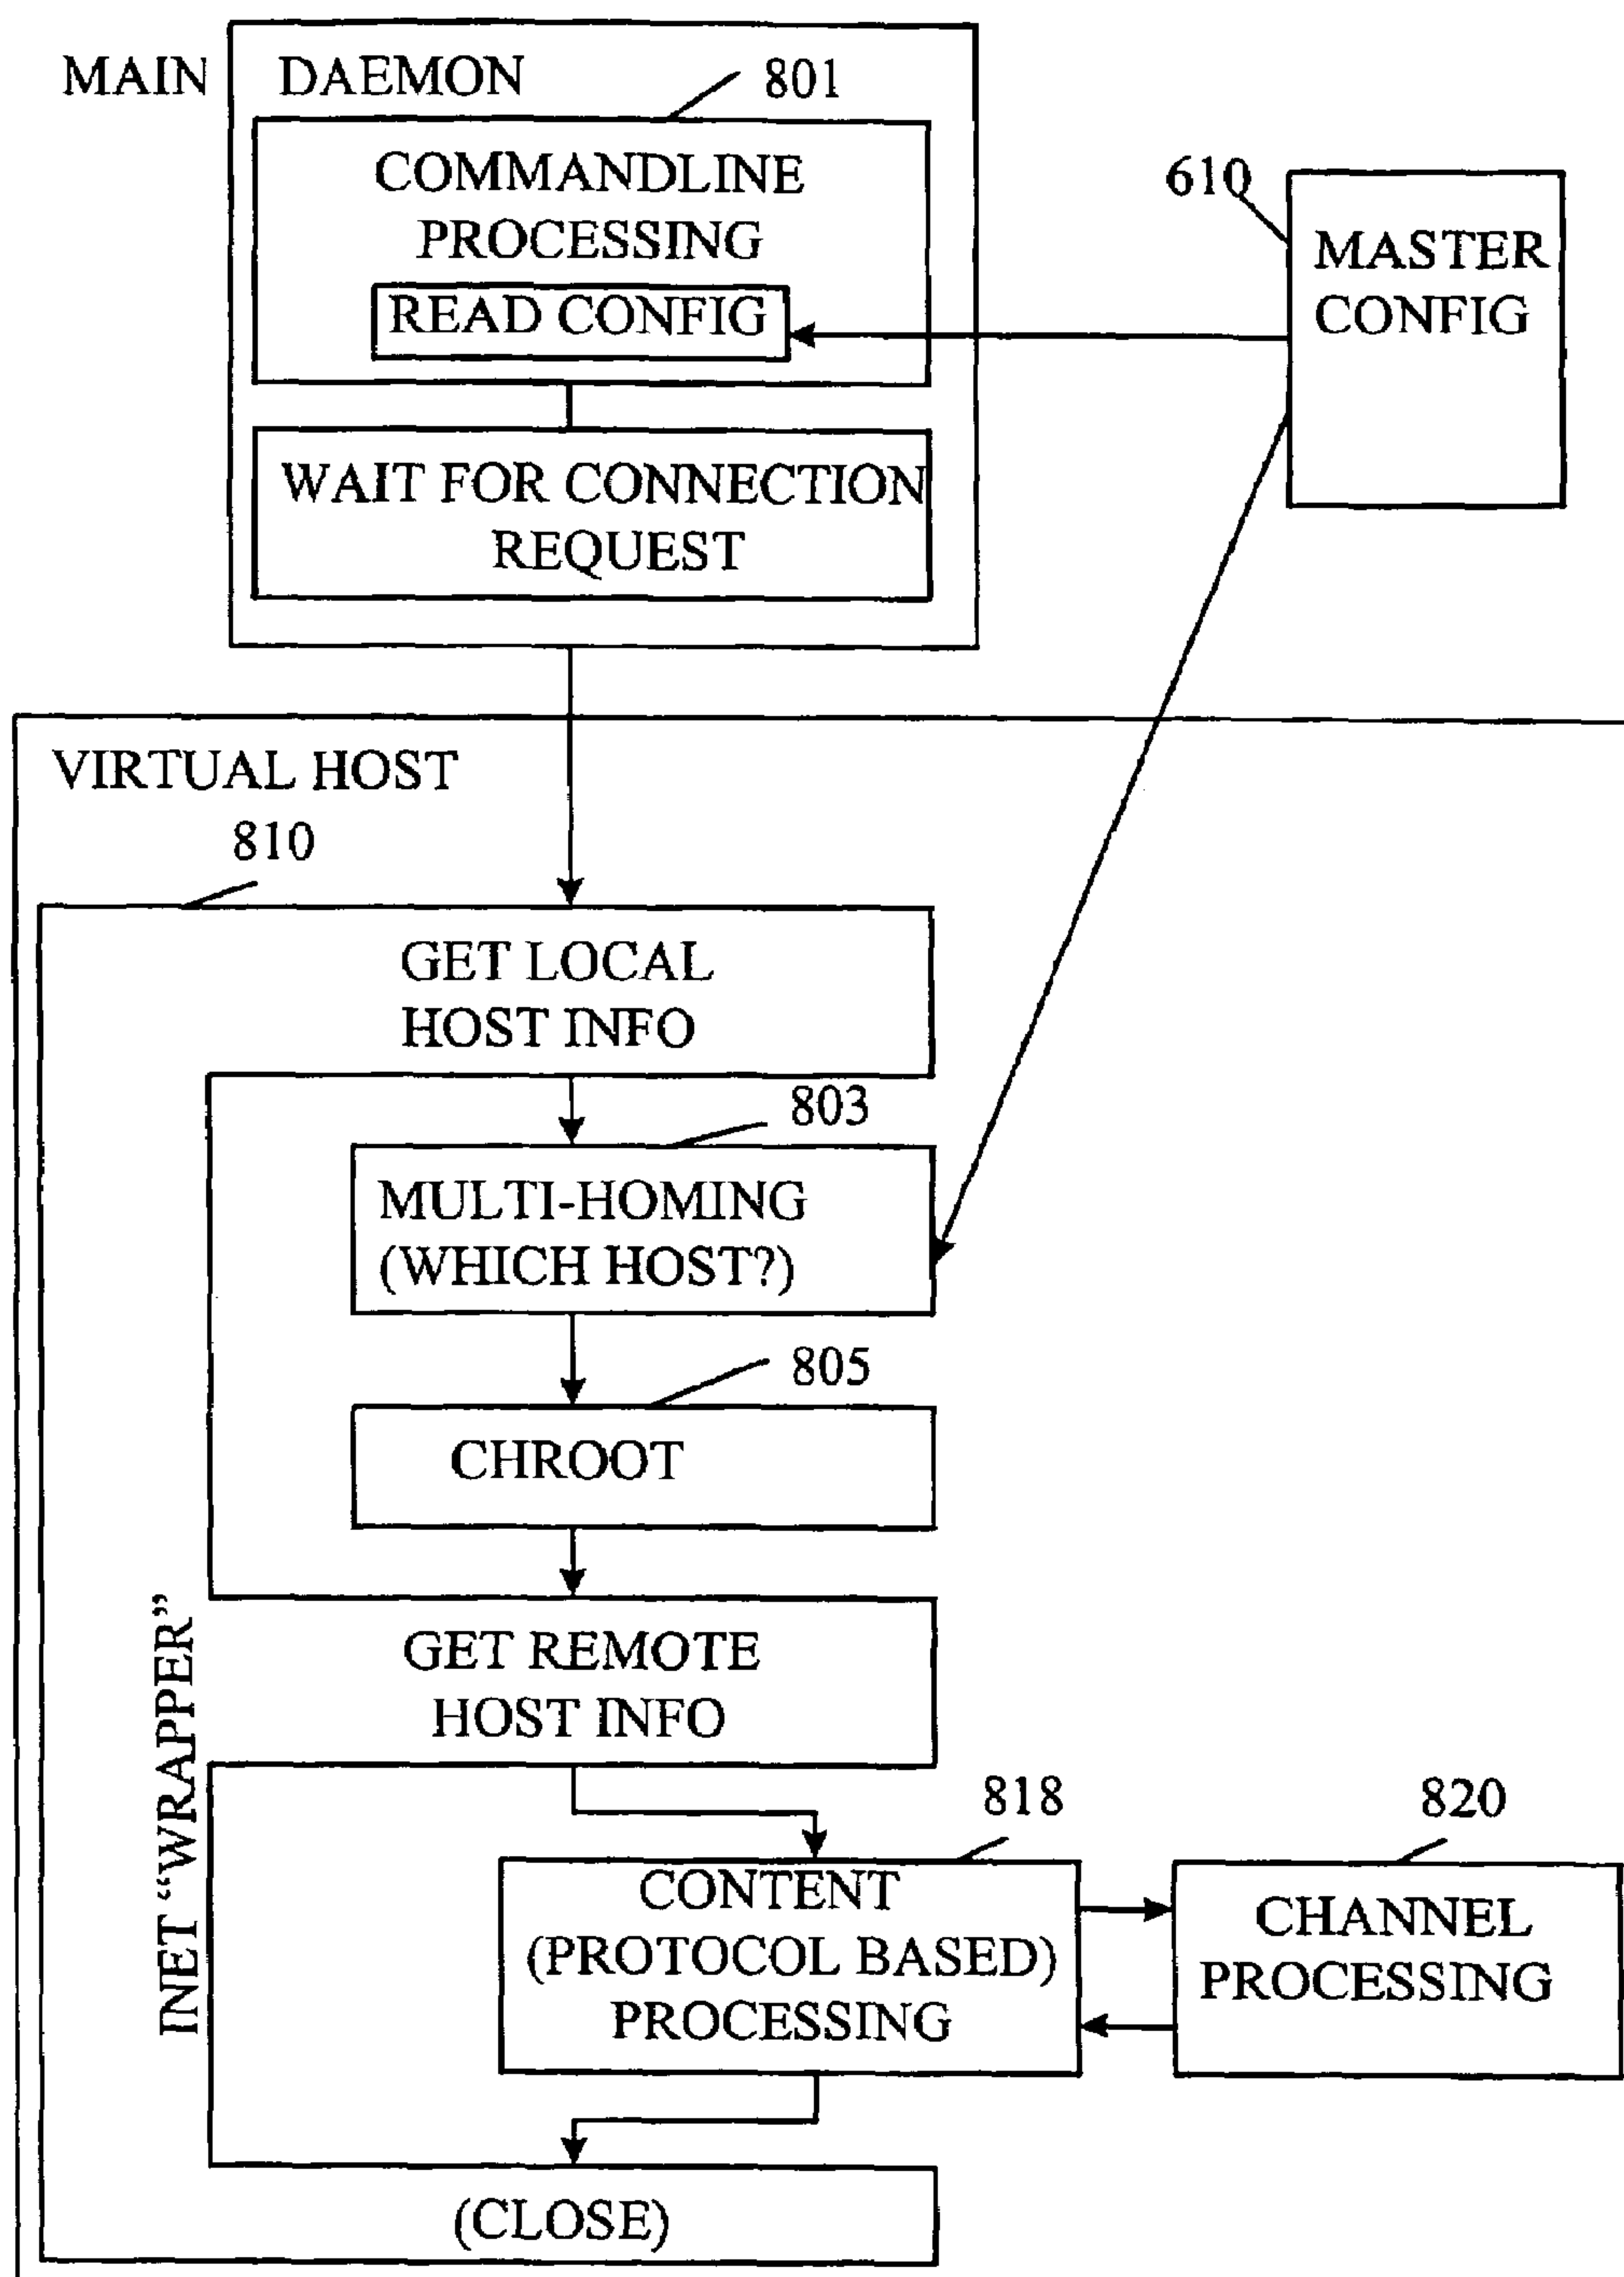 MAIN DAEMON
801
COMMANDLINE
PROCESSING
READ CONFIG
610
MASTER
CONFIG
WAIT FOR CONNECTION
REQUEST
VIRTUAL HOST
810
GET LOCAL
HOST INFO
803
MULTI-HOMING
(WHICH HOST?)
805
CHROOT
GET REMOTE
HOST INFO
INET “WRAPPER”
818
CONTENT
(PROTOCOL BASED)
PROCESSING
820
CHANNEL
PROCESSING
(CLOSE)